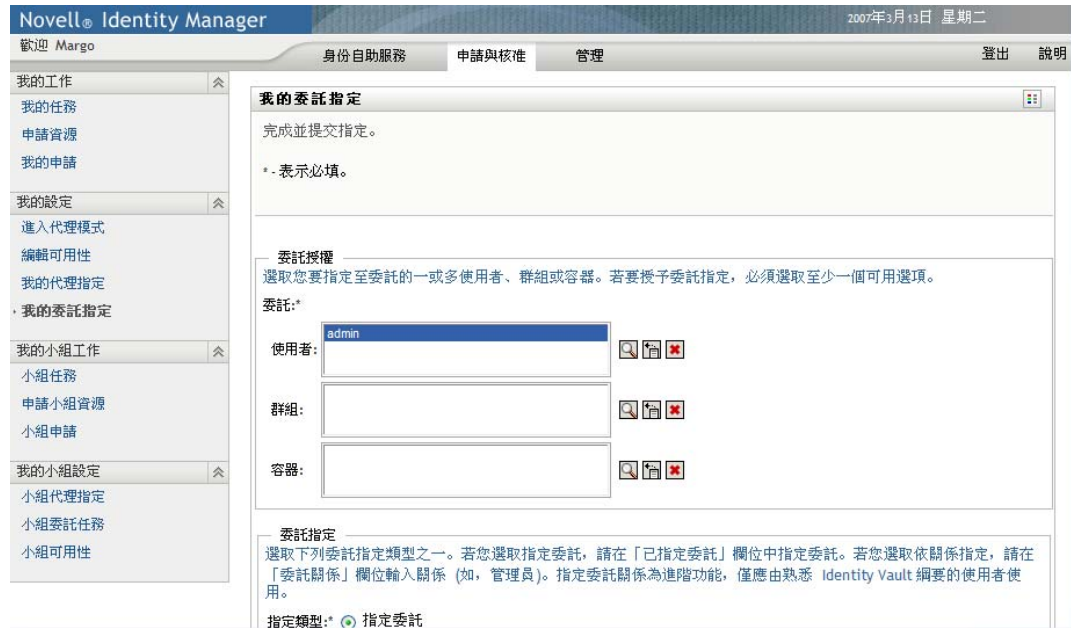 Novell® Identity Manager
2007年3月13日 星期二
歡迎 Margo
身份自助服務
申請與核准
管理
登出
說明
我的工作
我的任務
申請資源
我的申請
我的設定
進入代理模式
編輯可用性
我的代理指定
· 我的委託指定
我的小組工作
小組任務
申請小組資源
小組申請
我的小組設定
小組代理指定
小組委託任務
小組可用性
我的委託指定
完成並提交指定。
* - 表示必填。
委託授權
選取您要指定至委託的一或多使用者、群組或容器。若要授予委託指定，必須選取至少一個可用選項。
委託:*
使用者:
admin
群組:
容器:
委託指定
選取下列委託指定類型之一。若您選取指定委託，請在「已指定委託」欄位中指定委託。若您選取依關係指定，請在
「委託關係」欄位輸入關係 (如，管理員)。指定委託關係為進階功能，僅應由熟悉 Identity Vault 綱要的使用者使
用。
指定類型:* 指定委託